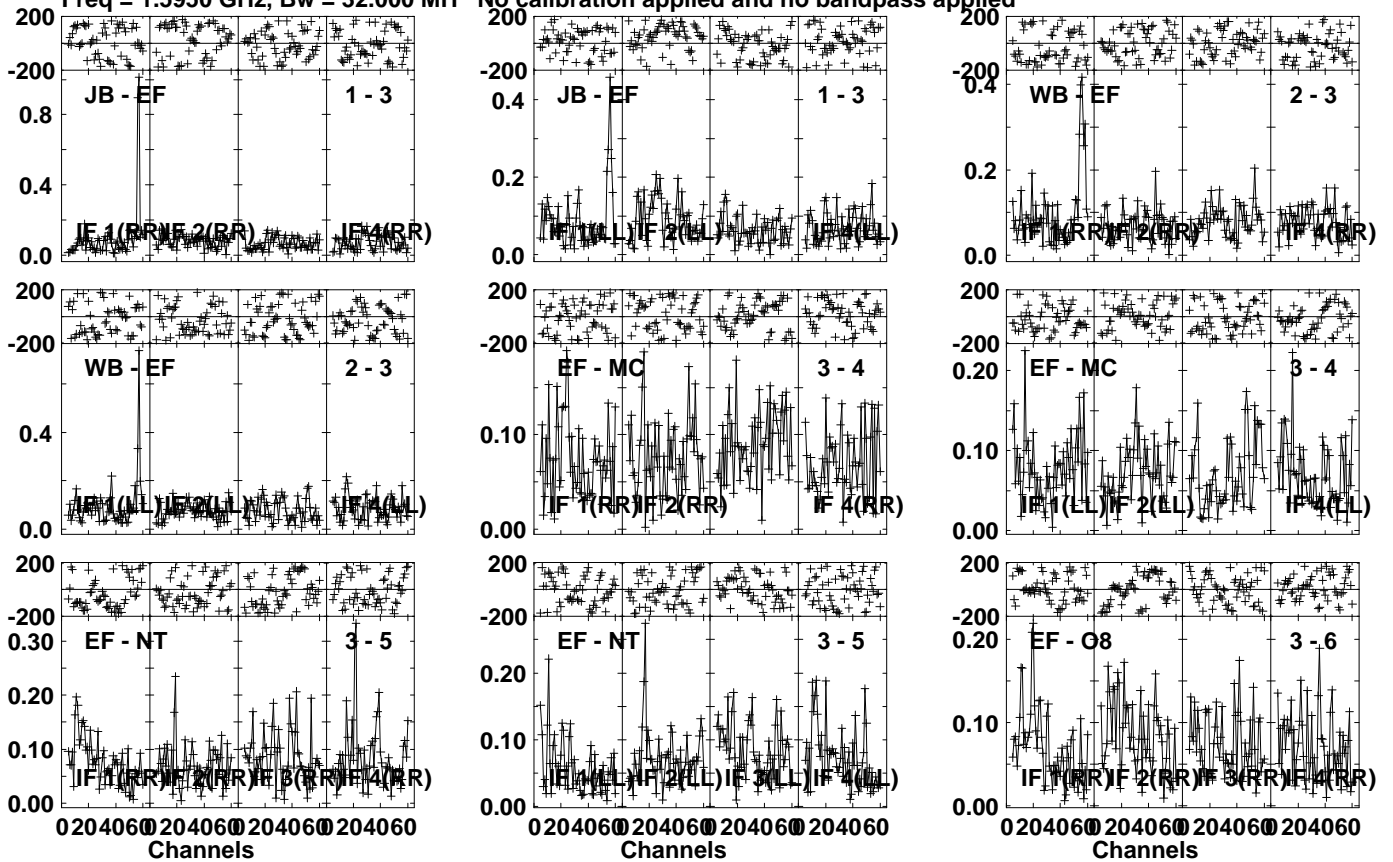 Freq = 1.5950 GHz, Bw = 32.000 MH No calibration applied and no bandpass applied
200 200 200
-200 -200 -200
JB - EF 1 - 3 JB - EF 1 - 3 WB - EF 2 - 3
0.8 0.4 0.4
0.4 0.2 0.2
IF 1(RR) IF 2(RR) IF 4(RR) IF 1(LL) IF 2(LL) IF 4(LL) IF 1(RR) IF 2(RR) IF 4(RR)
0.0 0.0 0.0
200 200 200
-200 -200 -200
WB - EF 2 - 3 EF - MC 3 - 4 EF - MC 3 - 4
0.20
0.4 0.10 0.10
IF 1(LL) IF 2(LL) IF 4(LL) IF 1(RR) IF 2(RR) IF 4(RR) IF 1(LL) IF 2(LL) IF 4(LL)
0.0 0.00 0.00
200 200 200
-200 -200 -200
EF - NT 3 - 5 EF - NT 3 - 5 EF - O8 3 - 6
0.30 0.20 0.20
0.20
0.10 0.10 0.10
IF 1(RR) IF 2(RR) IF 3(RR) IF 4(RR) IF 1(LL) IF 2(LL) IF 3(LL) IF 4(LL) IF 1(RR) IF 2(RR) IF 3(RR) IF 4(RR)
0.00 0.00 0.00
0 20 40 60 0 20 40 60 0 20 40 60 0 20 40 60 0 20 40 60 0 20 40 60 0 20 40 60 0 20 40 60 0 20 40 60 0 20 40 60 0 20 40 60 0 20 40 60
Channels Channels Channels